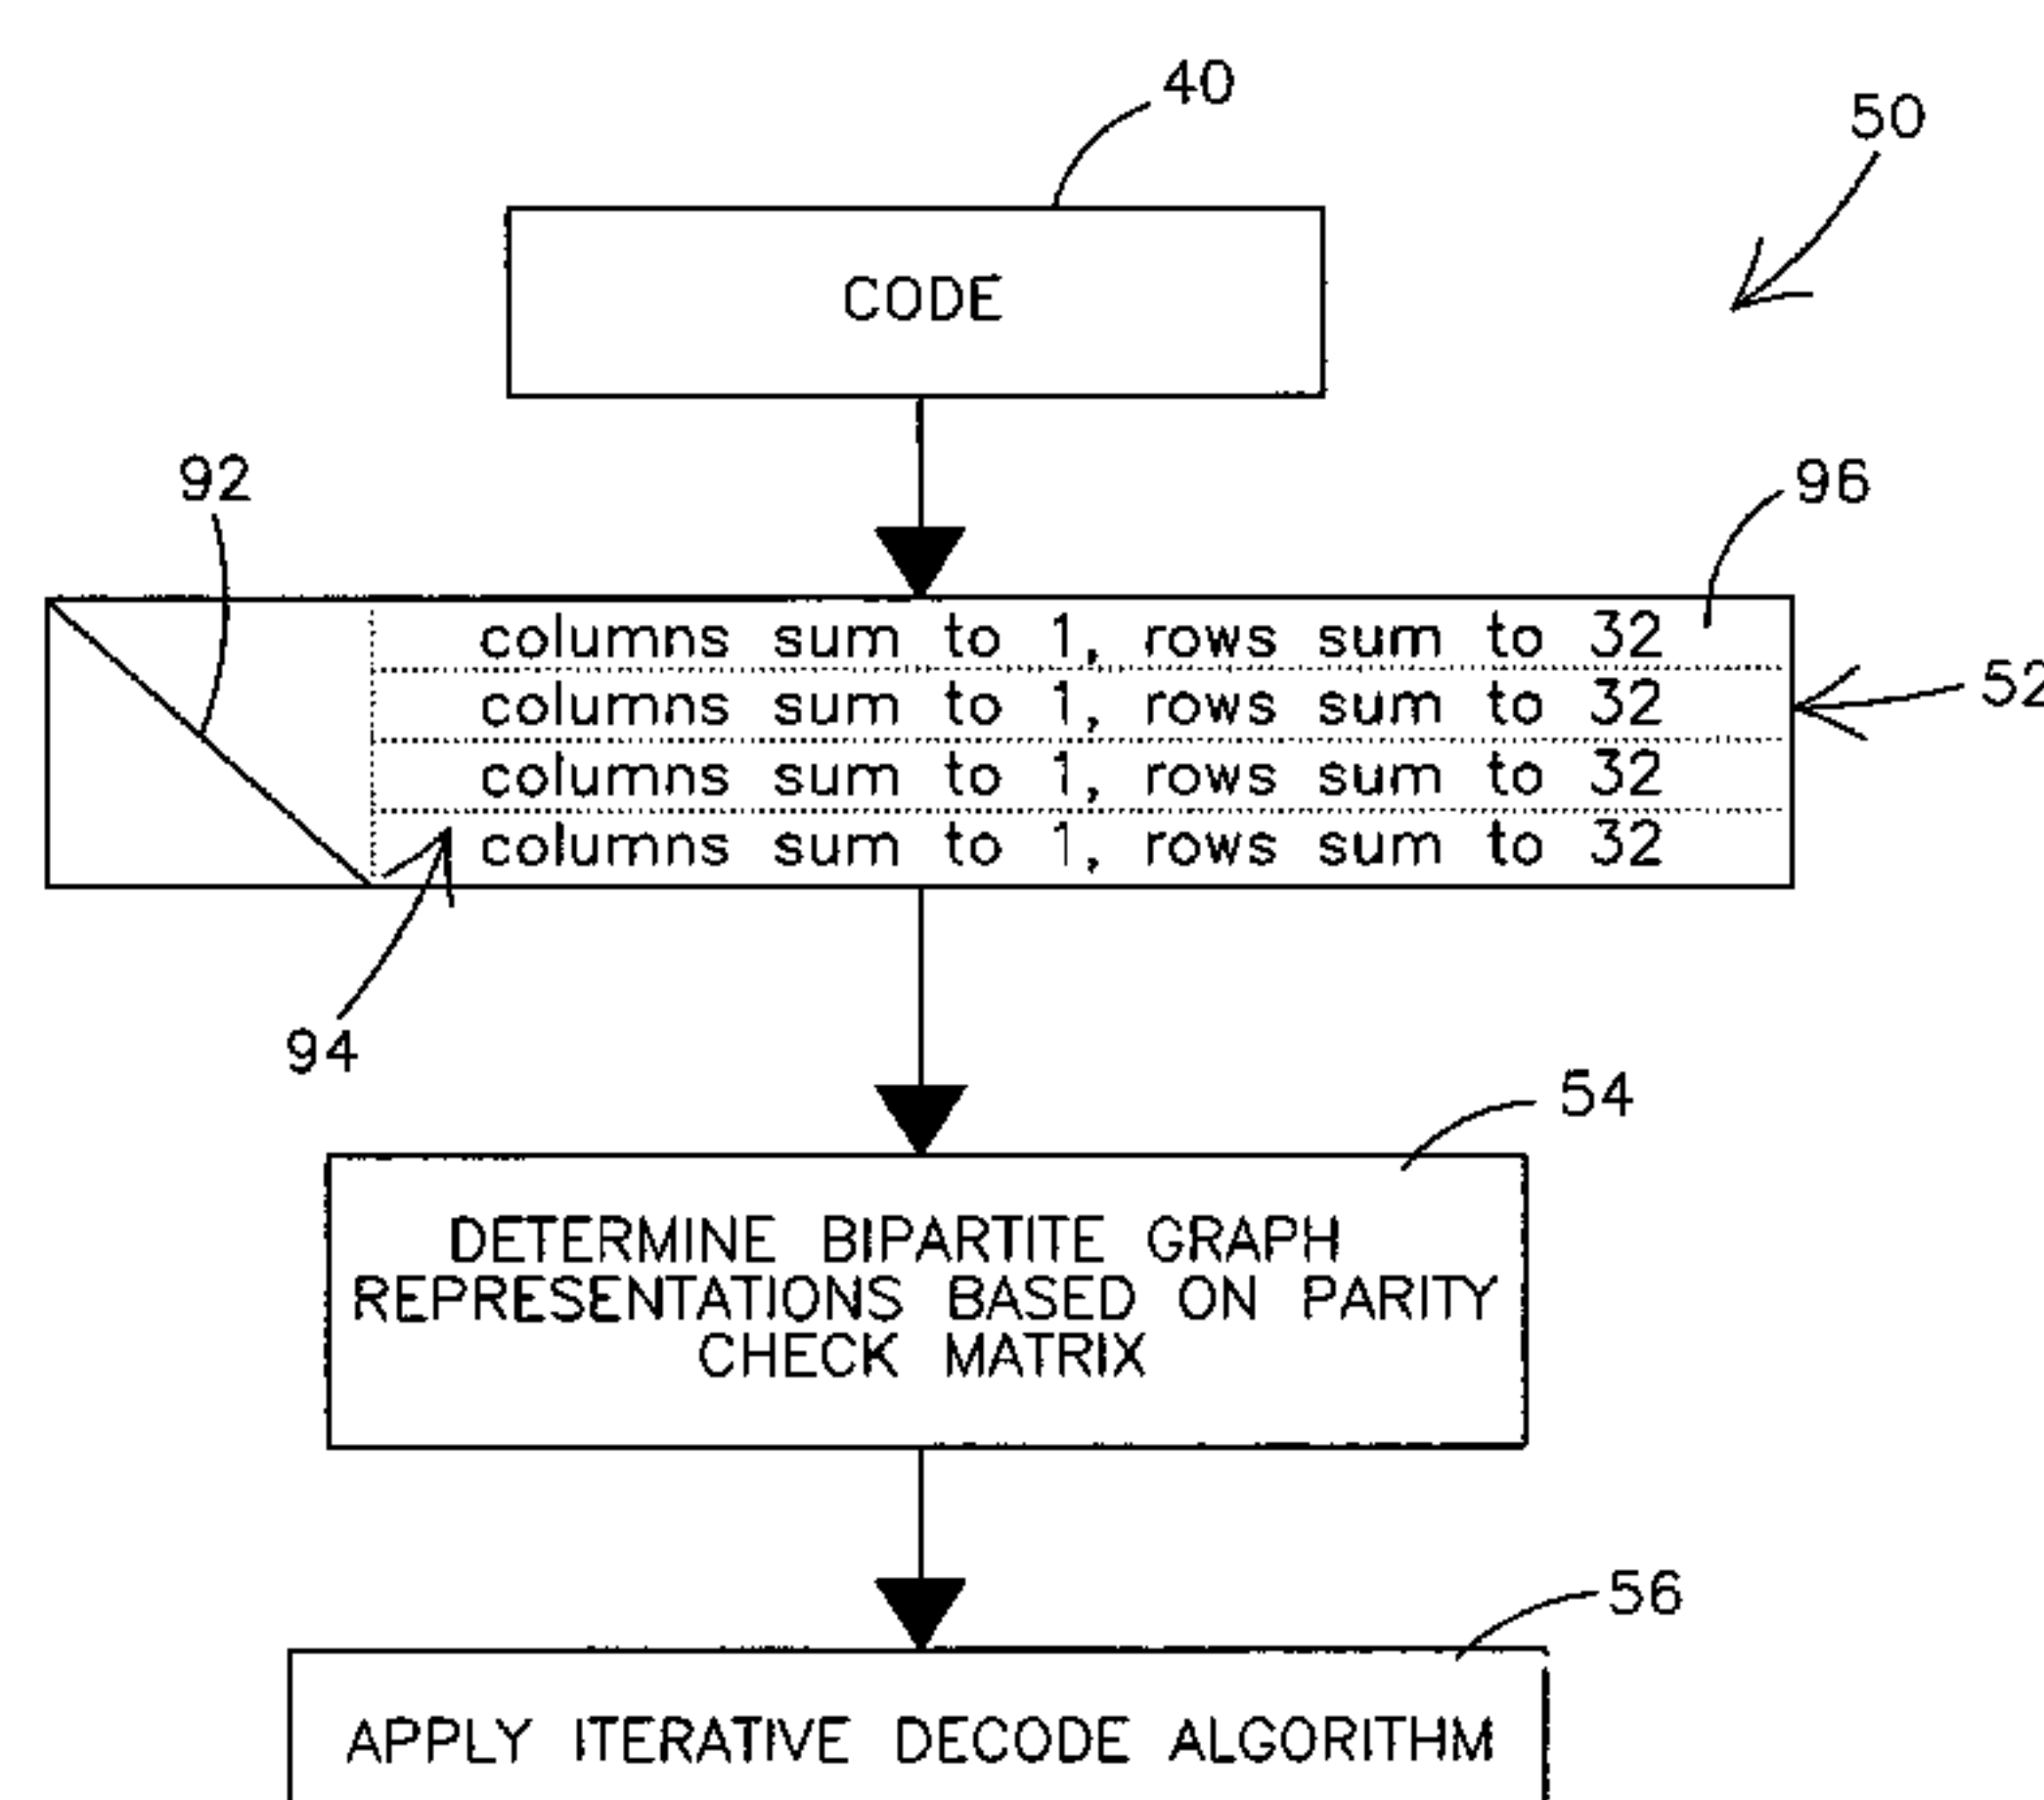 40
50
CODE
92
96
columns sum to 1, rows sum to 32
52
columns sum to 1, rows sum to 32
columns sum to 1, rows sum to 32
columns sum to 1, rows sum to 32
94
54
DETERMINE BIPARTITE GRAPH
REPRESENTATIONS BASED ON PARITY
CHECK MATRIX
56
APPLY ITERATIVE DECODE ALGORITHM